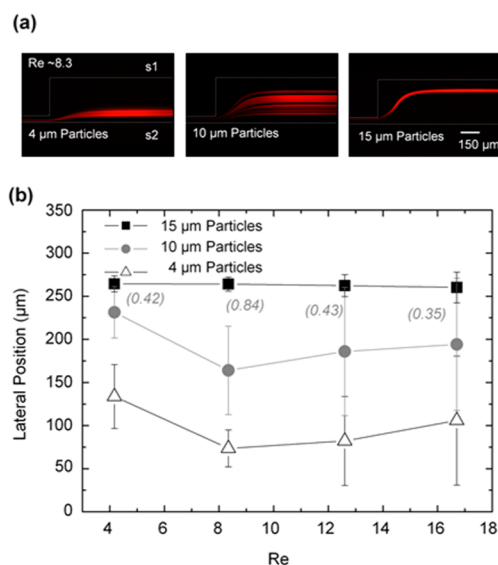 (a)
Re ~8.3
s1
4 µm Particles
s2
10 µm Particles
15 µm Particles
150 µm
(b)
350
300
250
200
150
100
50
0
Lateral Position (µm)
15 µm Particles
10 µm Particles
4 µm Particles
(0.42)
(0.84)
(0.43)
(0.35)
4
6
8
10
12
14
16
18
Re